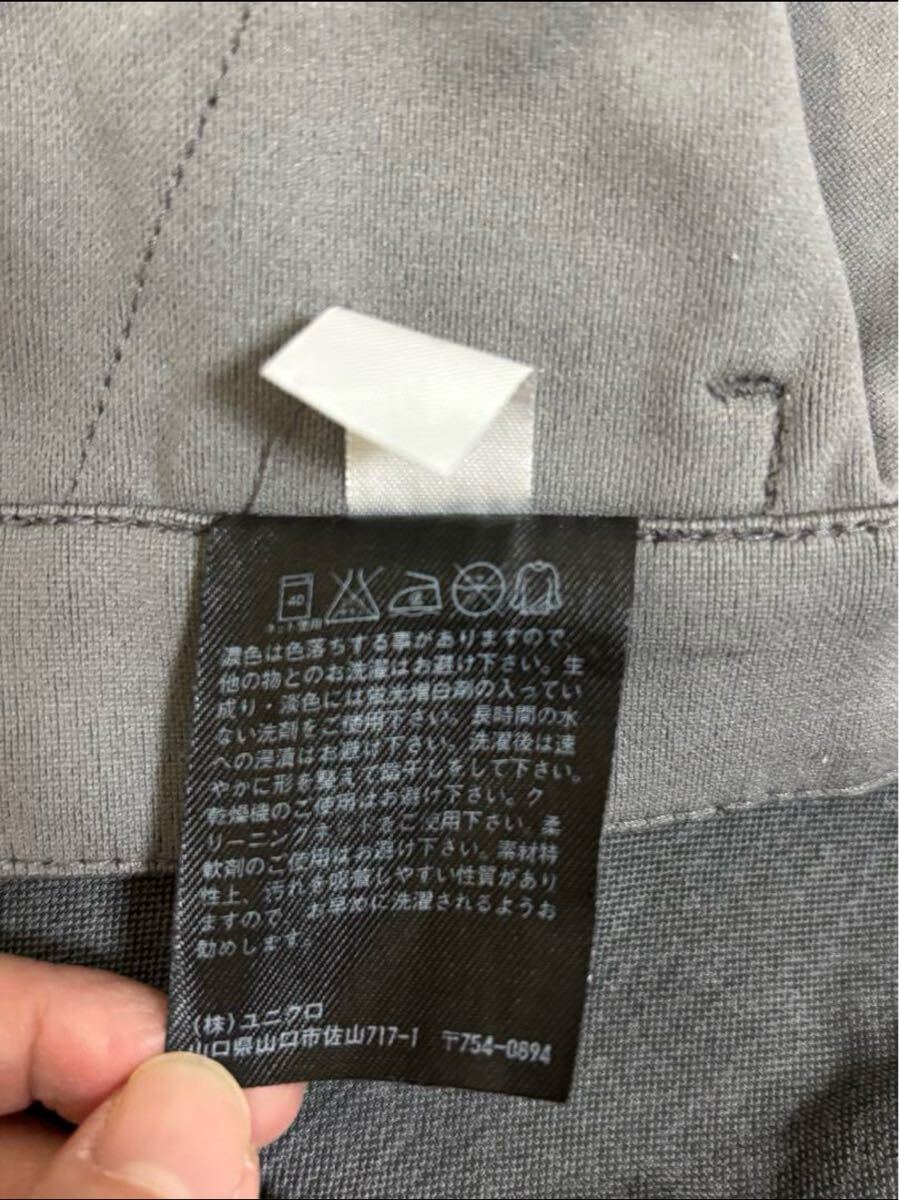 40
ネット使用
濃色は色落ちする事がありますので、
他の物とのお洗濯はお避け下さい。生
成り・淡色には蛍光増白剤の入ってい
ない洗剤をご使用下さい。長時間の水
への浸漬はお避け下さい。洗濯後は速
やかに形を整えて陰干しをして下さい。
乾燥機のご使用はお避け下さい。ク
リーニングネットをご使用下さい。柔
軟剤のご使用はお避け下さい。素材特
性上、汚れを吸着しやすい性質があり
ますので、お早めに洗濯されるようお
勧めします。
(株)ユニクロ
山口県山口市佐山717-1 〒754-0894